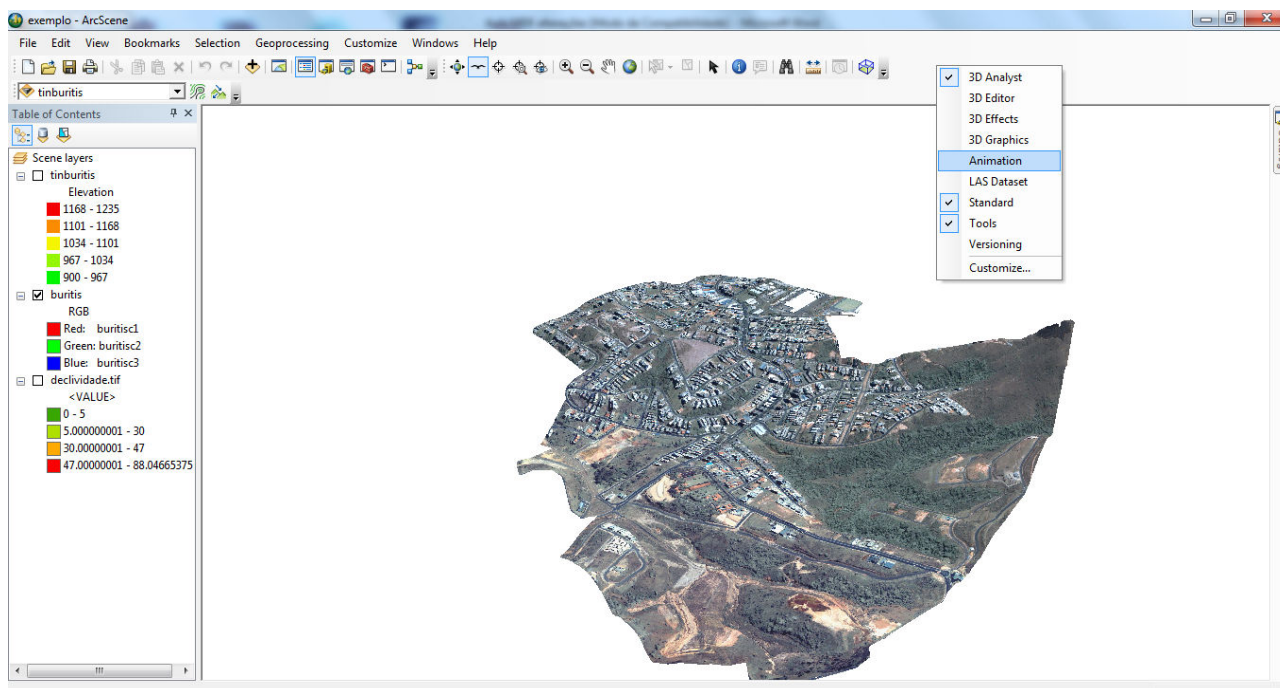 exemplo - ArcScene
File Edit View Bookmarks Selection Geoprocessing Customize Windows Help
tinburitis
Table of Contents
Scene layers
tinburitis
Elevation
1168 - 1235
1101 - 1168
1034 - 1101
967 - 1034
900 - 967
buritis
RGB
Red: buritisc1
Green: buritisc2
Blue: buritisc3
declividade.tif
<VALUE>
0 - 5
5.000000001 - 30
30.00000001 - 47
47.00000001 - 88.04665375
3D Analyst
3D Editor
3D Effects
3D Graphics
Animation
LAS Dataset
Standard
Tools
Versioning
Customize...